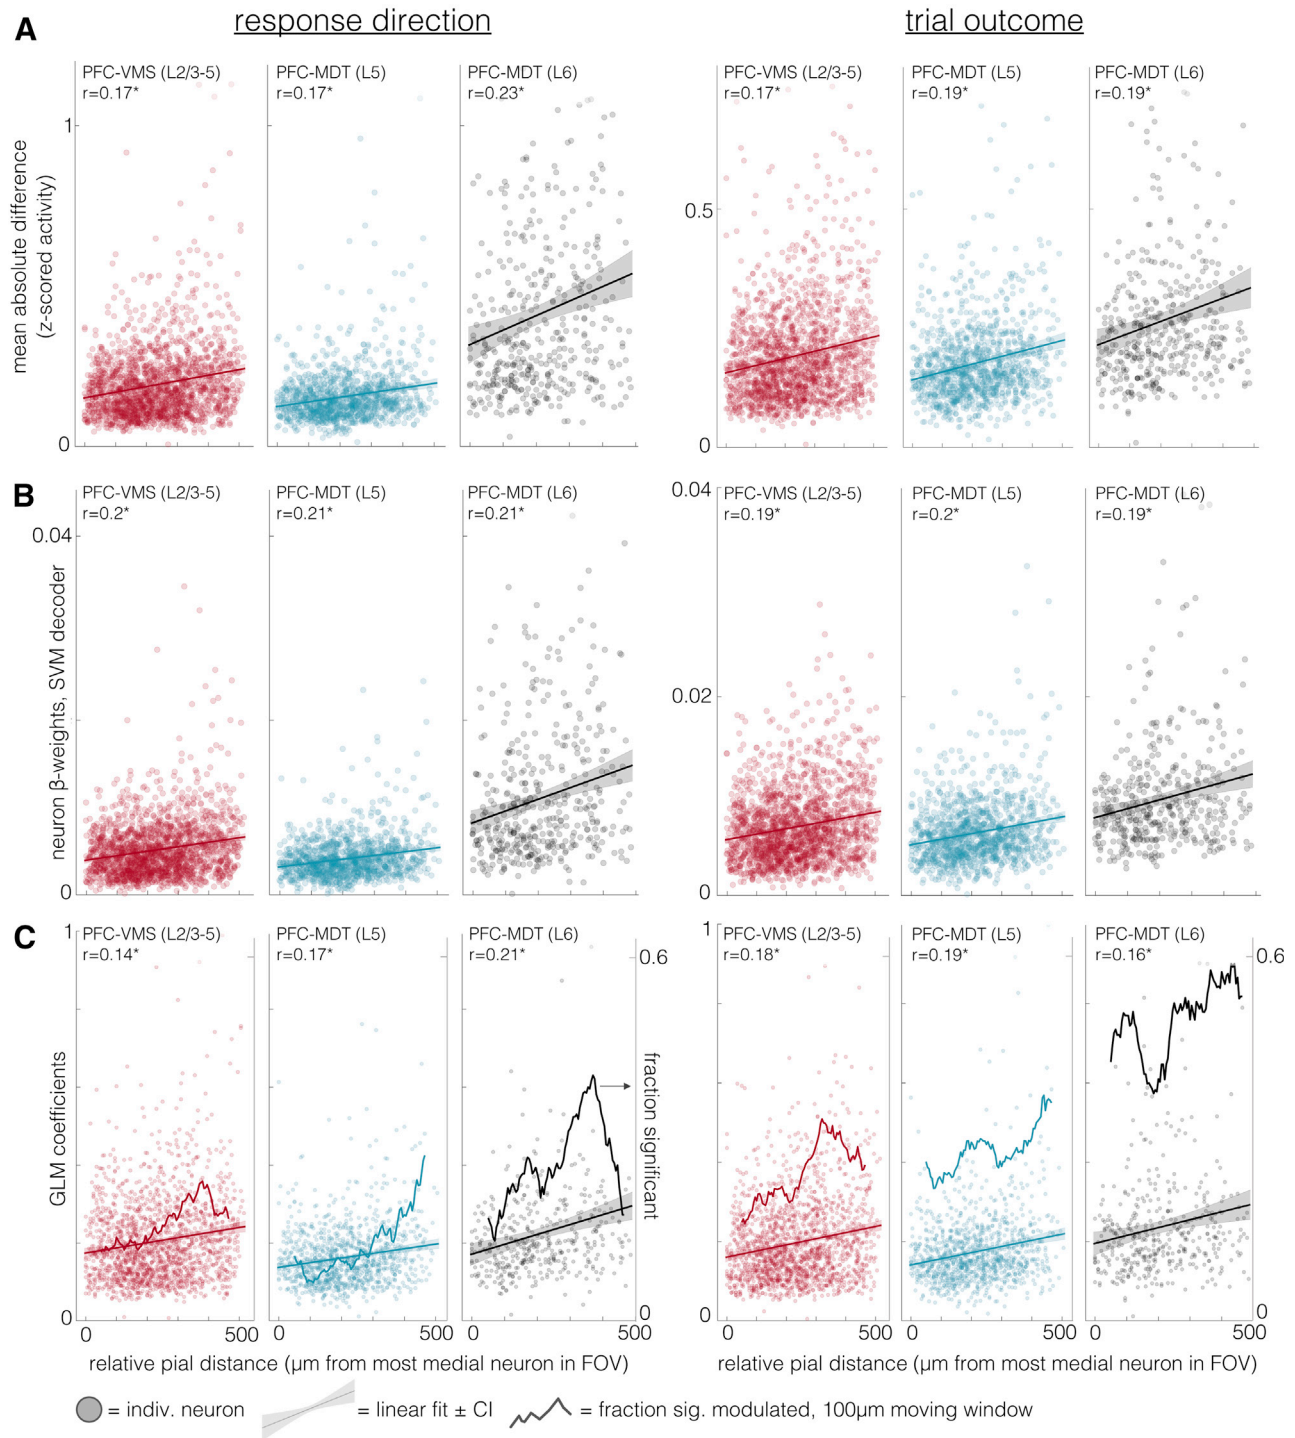 A
response direction
trial outcome
PFC-VMS (L2/3-5)
r=0.17*
PFC-MDT (L5)
r=0.17*
PFC-MDT (L6)
r=0.23*
PFC-VMS (L2/3-5)
r=0.17*
PFC-MDT (L5)
r=0.19*
PFC-MDT (L6)
r=0.19*
mean absolute difference
(z-scored activity)
1
0
0.5
0
B
PFC-VMS (L2/3-5)
r=0.2*
PFC-MDT (L5)
r=0.21*
PFC-MDT (L6)
r=0.21*
PFC-VMS (L2/3-5)
r=0.19*
PFC-MDT (L5)
r=0.2*
PFC-MDT (L6)
r=0.19*
neuron β-weights, SVM decoder
0.04
0
0.04
0.02
0
C
PFC-VMS (L2/3-5)
r=0.14*
PFC-MDT (L5)
r=0.17*
PFC-MDT (L6)
r=0.21*
PFC-VMS (L2/3-5)
r=0.18*
PFC-MDT (L5)
r=0.19*
PFC-MDT (L6)
r=0.16*
GLM coefficients
1
0
0.6
0
fraction significant
1
0
0.6
0
0 500 0 500 0 500
0 500 0 500 0 500
relative pial distance (µm from most medial neuron in FOV)
relative pial distance (µm from most medial neuron in FOV)
= indiv. neuron
= linear fit ± CI
= fraction sig. modulated, 100µm moving window